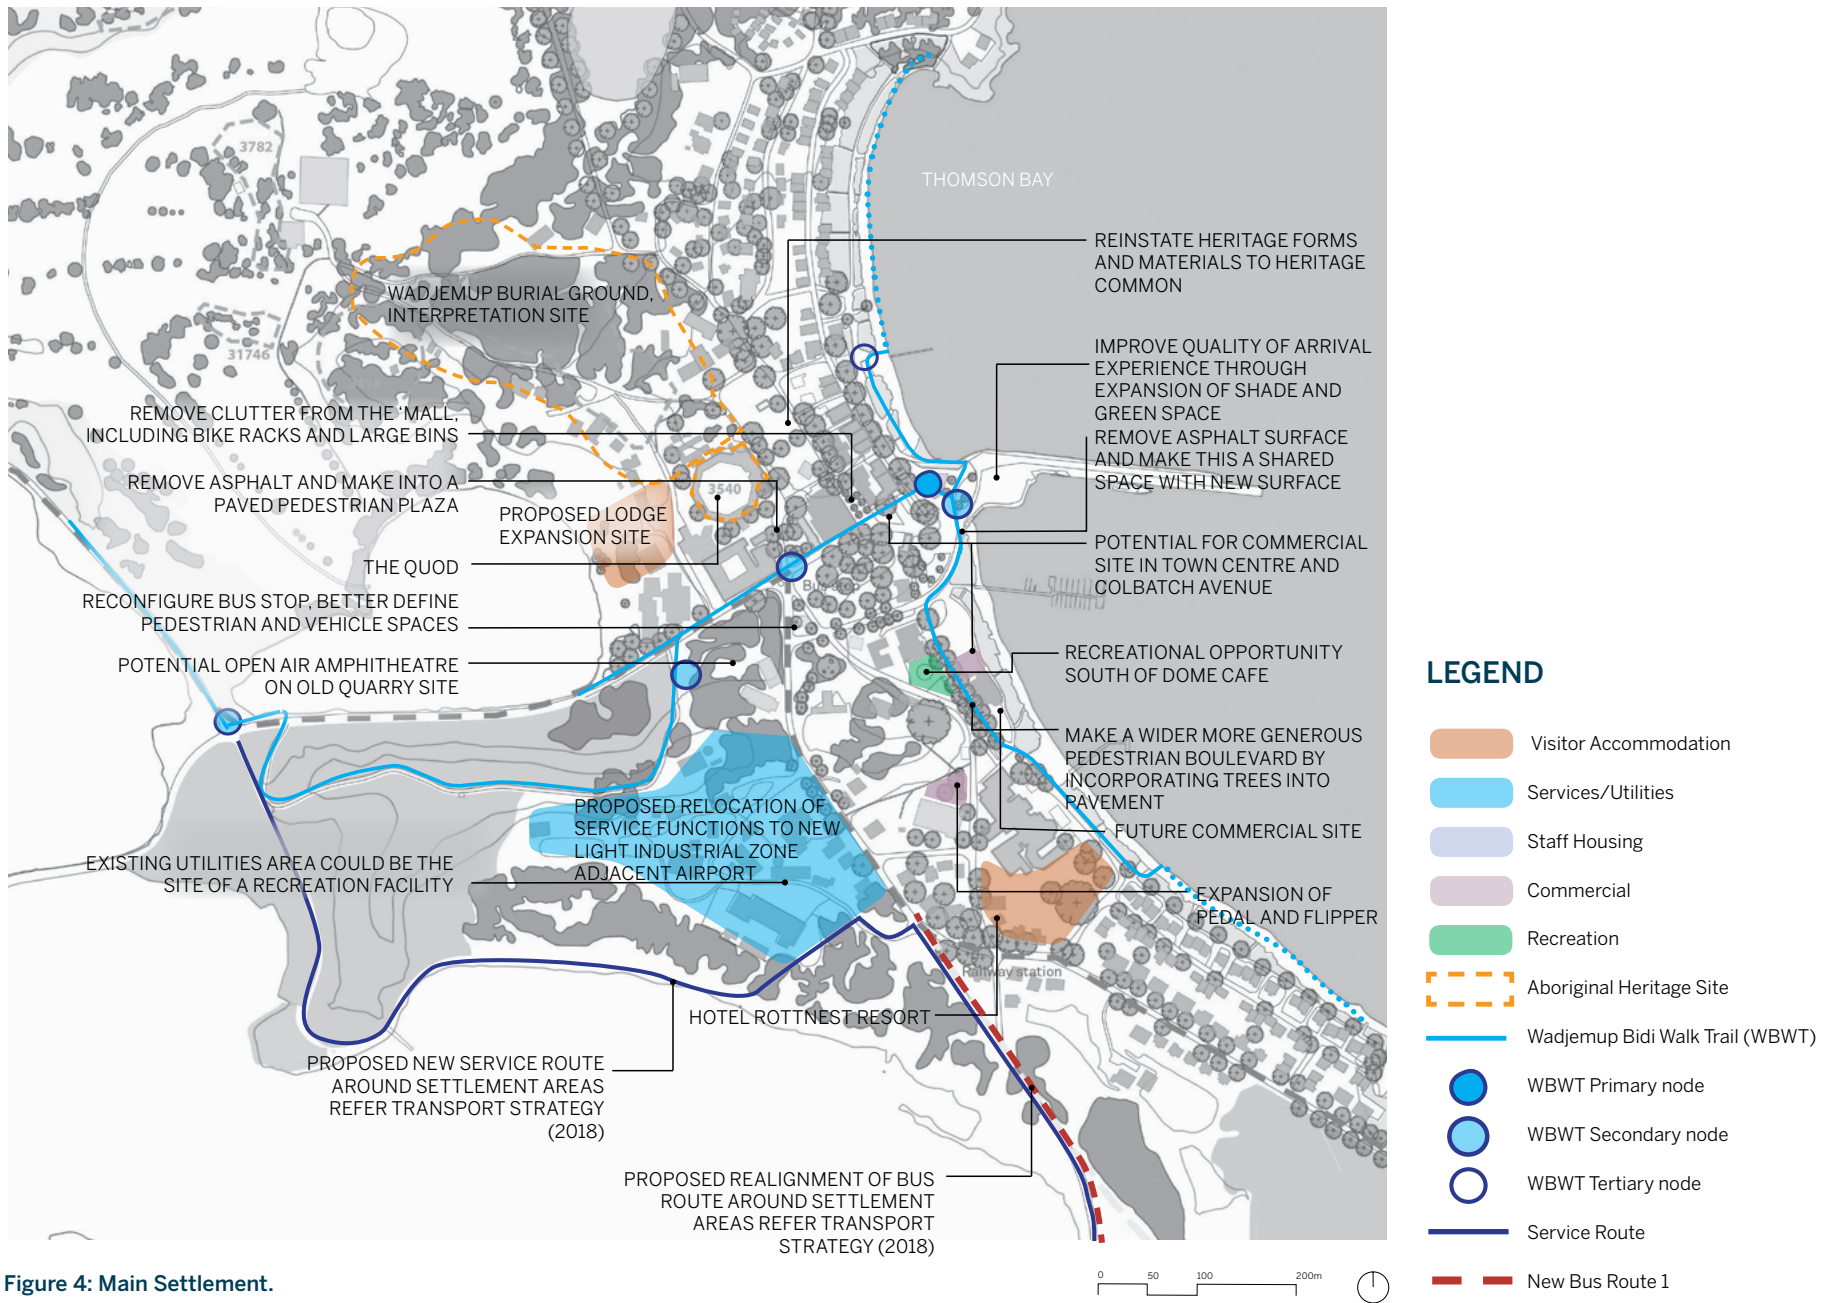 3782
THOMSON BAY
REINSTATE HERITAGE FORMS
AND MATERIALS TO HERITAGE
COMMON
WADJEMUP BURIAL GROUND,
INTERPRETATION SITE
31746
IMPROVE QUALITY OF ARRIVAL
EXPERIENCE THROUGH
EXPANSION OF SHADE AND
GREEN SPACE
REMOVE CLUTTER FROM THE ‘MALL,
INCLUDING BIKE RACKS AND LARGE BINS
REMOVE ASPHALT SURFACE
AND MAKE THIS A SHARED
SPACE WITH NEW SURFACE
REMOVE ASPHALT AND MAKE INTO A
PAVED PEDESTRIAN PLAZA
3540
PROPOSED LODGE
EXPANSION SITE
POTENTIAL FOR COMMERCIAL
SITE IN TOWN CENTRE AND
COLBATCH AVENUE
THE QUOD
RECONFIGURE BUS STOP, BETTER DEFINE
PEDESTRIAN AND VEHICLE SPACES
POTENTIAL OPEN AIR AMPHITHEATRE
ON OLD QUARRY SITE
RECREATIONAL OPPORTUNITY
SOUTH OF DOME CAFE
MAKE A WIDER MORE GENEROUS
PEDESTRIAN BOULEVARD BY
INCORPORATING TREES INTO
PAVEMENT
FUTURE COMMERCIAL SITE
PROPOSED RELOCATION OF
SERVICE FUNCTIONS TO NEW
LIGHT INDUSTRIAL ZONE
ADJACENT AIRPORT
EXISTING UTILITIES AREA COULD BE THE
SITE OF A RECREATION FACILITY
EXPANSION OF
PEDAL AND FLIPPER
Railway station
HOTEL ROTTNEST RESORT
PROPOSED NEW SERVICE ROUTE
AROUND SETTLEMENT AREAS
REFER TRANSPORT STRATEGY
(2018)
PROPOSED REALIGNMENT OF BUS
ROUTE AROUND SETTLEMENT
AREAS REFER TRANSPORT
STRATEGY (2018)
LEGEND
Visitor Accommodation
Services/Utilities
Staff Housing
Commercial
Recreation
Aboriginal Heritage Site
Wadjemup Bidi Walk Trail (WBWT)
WBWT Primary node
WBWT Secondary node
WBWT Tertiary node
Service Route
New Bus Route 1
0 50 100 200m
Figure 4: Main Settlement.